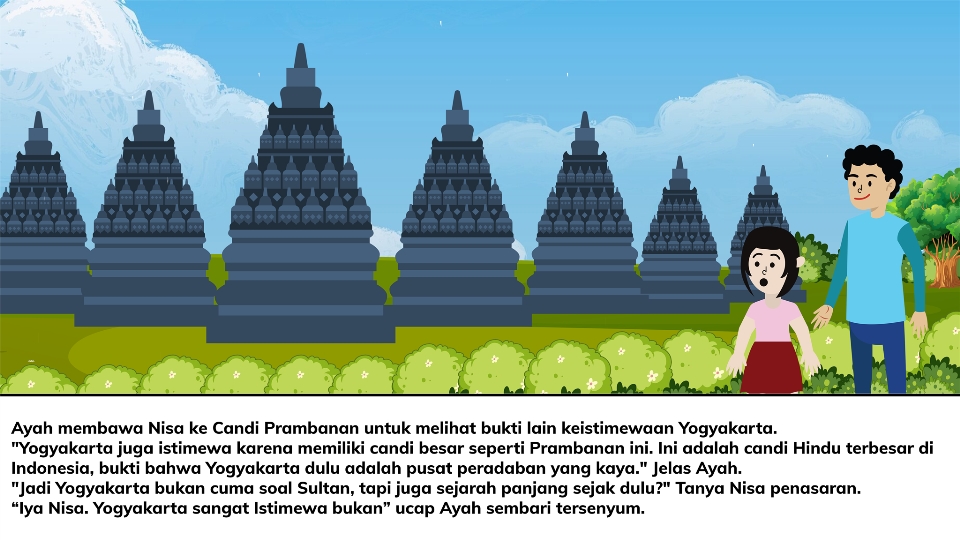 Ayah membawa Nisa ke Candi Prambanan untuk melihat bukti lain keistimewaan Yogyakarta.
"Yogyakarta juga istimewa karena memiliki candi besar seperti Prambanan ini. Ini adalah candi Hindu terbesar di
Indonesia, bukti bahwa Yogyakarta dulu adalah pusat peradaban yang kaya." Jelas Ayah.
"Jadi Yogyakarta bukan cuma soal Sultan, tapi juga sejarah panjang sejak dulu?" Tanya Nisa penasaran.
“Iya Nisa. Yogyakarta sangat Istimewa bukan” ucap Ayah sembari tersenyum.